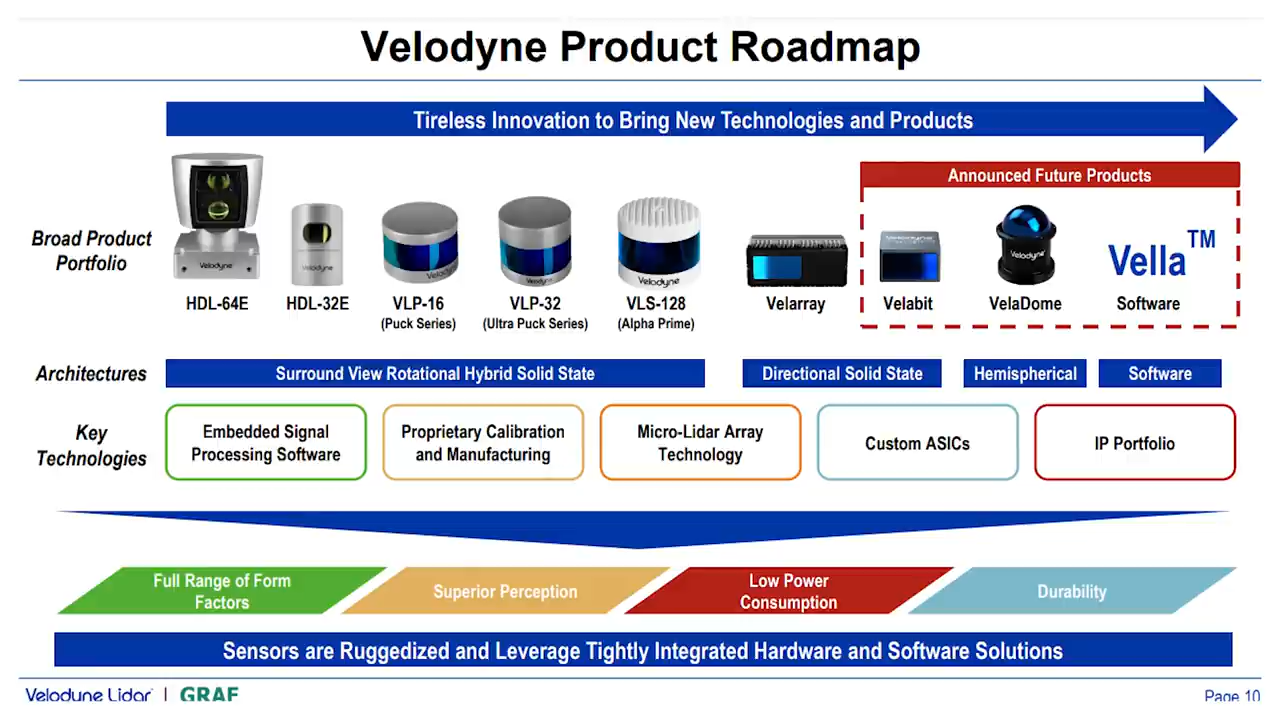 Velodyne Product Roadmap
Tireless Innovation to Bring New Technologies and Products
Announced Future Products
Broad Product
Portfolio
Velodyne
Velodyne
Velodyne
Velodyne
Velodyne
Velodyne
Velodyne
Vella™
HDL-64E
HDL-32E
VLP-16
(Puck Series)
VLP-32
(Ultra Puck Series)
VLS-128
(Alpha Prime)
Velarray
Velabit
VelaDome
Software
Architectures
Surround View Rotational Hybrid Solid State
Directional Solid State
Hemispherical
Software
Key
Technologies
Embedded Signal
Processing Software
Proprietary Calibration
and Manufacturing
Micro-Lidar Array
Technology
Custom ASICs
IP Portfolio
Full Range of Form
Factors
Superior Perception
Low Power
Consumption
Durability
Sensors are Ruggedized and Leverage Tightly Integrated Hardware and Software Solutions
Velodyne Lidar | GRAF
Page 10